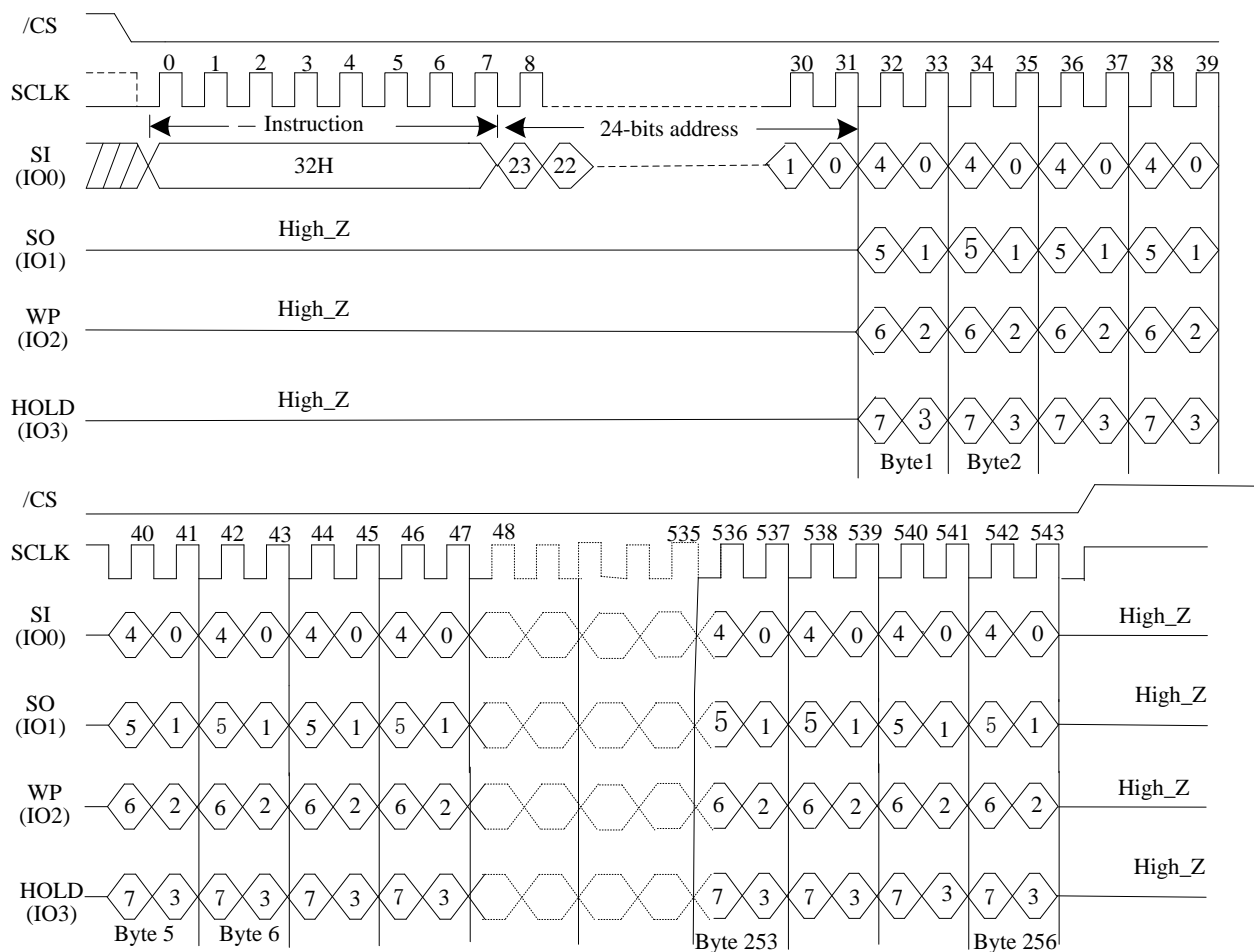 /CS
0 1 2 3 4 5 6 7 8 30 31 32 33 34 35 36 37 38 39
SCLK
Instruction 24-bits address
SI
(IO0)
32H 23 22 1 0 4 0 4 0 4 0 4 0
High_Z
SO
(IO1)
5 1 5 1 5 1 5 1
High_Z
WP
(IO2)
6 2 6 2 6 2 6 2
High_Z
HOLD
(IO3)
7 3 7 3 7 3 7 3
Byte1 Byte2
/CS
40 41 42 43 44 45 46 47 48 535 536 537 538 539 540 541 542 543
SCLK
SI
(IO0)
4 0 4 0 4 0 4 0 4 0 4 0 4 0 4 0 High_Z
SO
(IO1)
5 1 5 1 5 1 5 1 5 1 5 1 5 1 5 1 High_Z
WP
(IO2)
6 2 6 2 6 2 6 2 6 2 6 2 6 2 6 2 High_Z
HOLD
(IO3)
7 3 7 3 7 3 7 3 7 3 7 3 7 3 7 3 High_Z
Byte 5 Byte 6 Byte 253 Byte 256